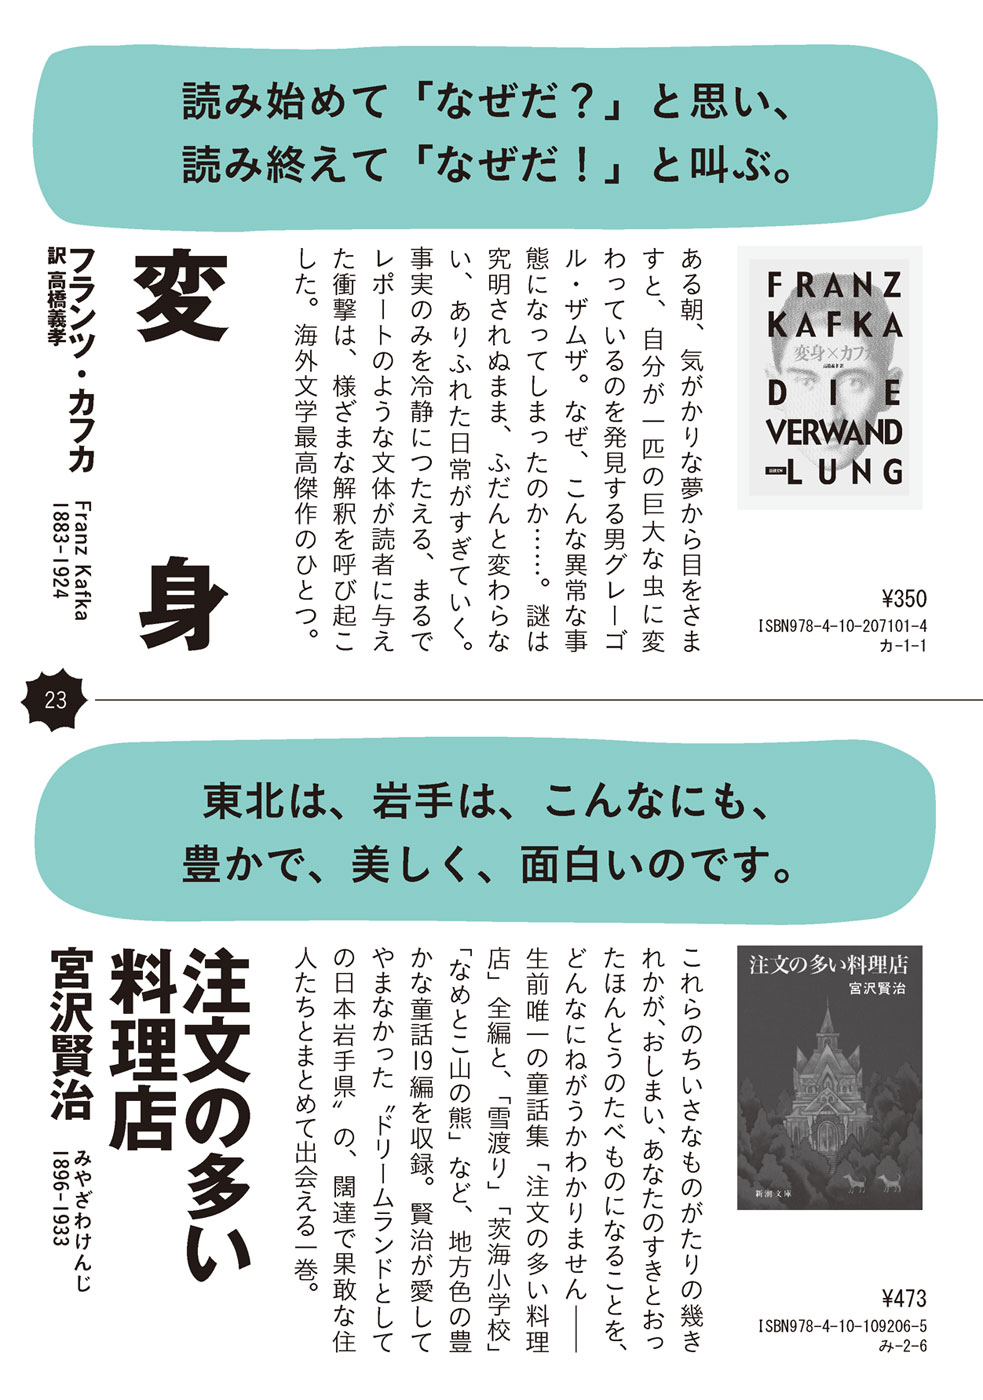 読み始めて「なぜだ？」と思い、
読み終えて「なぜだ！」と叫ぶ。
FRANZ
KAFKA
変身×カフカ
DIE
VERWAND
-LUNG
¥350
ISBN978-4-10-207101-4
カ-1-1
ある朝、気がかりな夢から目をさま
すと、自分が一匹の巨大な虫に変
わっているのを発見する男グレーゴ
ル・ザムザ。なぜ、こんな異常な事
態になってしまったのか……。謎は
究明されぬまま、ふだんと変わらな
い、ありふれた日常がすぎていく。
事実のみを冷静につたえる、まるで
レポートのような文体が読者に与え
た衝撃は、様ざまな解釈を呼び起こ
した。海外文学最高傑作のひとつ。
変身
フランツ・カフカ
Franz Kafka
訳 高橋義孝
1883-1924
23
東北は、岩手は、こんなにも、
豊かで、美しく、面白いのです。
注文の多い料理店
宮沢賢治
新潮文庫
¥473
ISBN978-4-10-109206-5
み-2-6
これらのちいさなものがたりの幾き
れかが、おしまい、あなたのすきとおっ
たほんとうのたべものになることを、
どんなにねがうかわかりません――
生前唯一の童話集「注文の多い料理
店」全編と、「雪渡り」「茨海小学校」
「なめとこ山の熊」など、地方色の豊
かな童話19編を収録。賢治が愛して
やまなかった〝ドリームランドとして
の日本岩手県〟の、闊達で果敢な住
人たちとまとめて出会える一巻。
注文の多い
料理店
宮沢賢治
みやざわけんじ
1896-1933